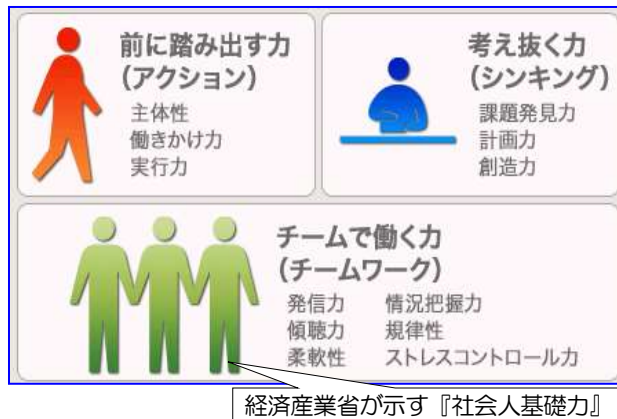 前に踏み出す力
(アクション)
主体性
働きかけ力
実行力
考え抜く力
(シンキング)
課題発見力
計画力
創造力
チームで働く力
(チームワーク)
発信力 情況把握力
傾聴力 規律性
柔軟性 ストレスコントロール力
経済産業省が示す『社会人基礎力』